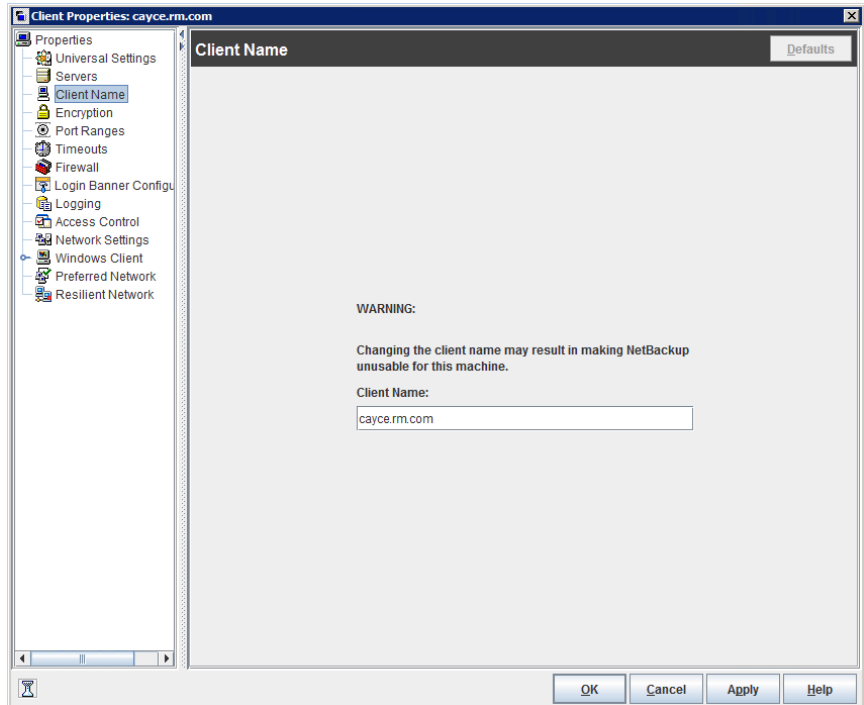 Client Properties: cayce.rm.com
Properties
Universal Settings
Servers
Client Name
Encryption
Port Ranges
Timeouts
Firewall
Login Banner Configu
Logging
Access Control
Network Settings
Windows Client
Preferred Network
Resilient Network
Client Name
Defaults
WARNING:
Changing the client name may result in making NetBackup
unusable for this machine.
Client Name:
cayce.rm.com
OK
Cancel
Apply
Help